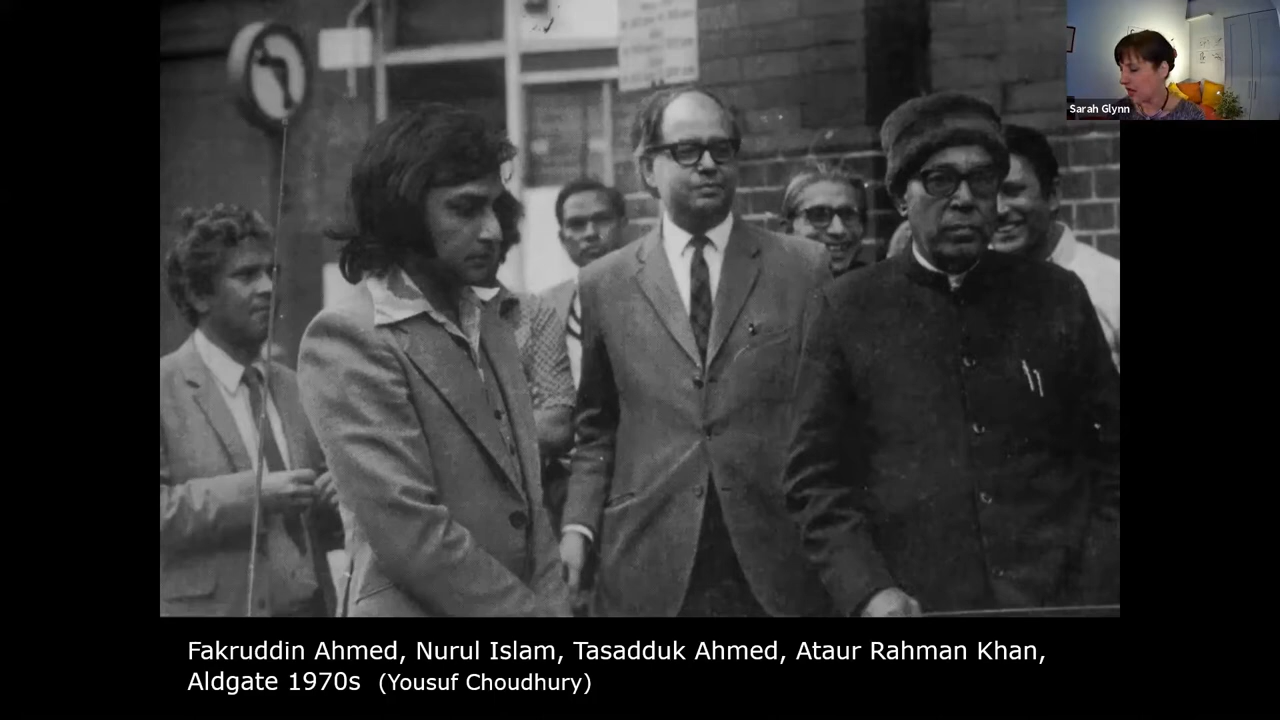 Sarah Glynn
Fakruddin Ahmed, Nurul Islam, Tasadduk Ahmed, Ataur Rahman Khan,
Aldgate 1970s (Yousuf Choudhury)